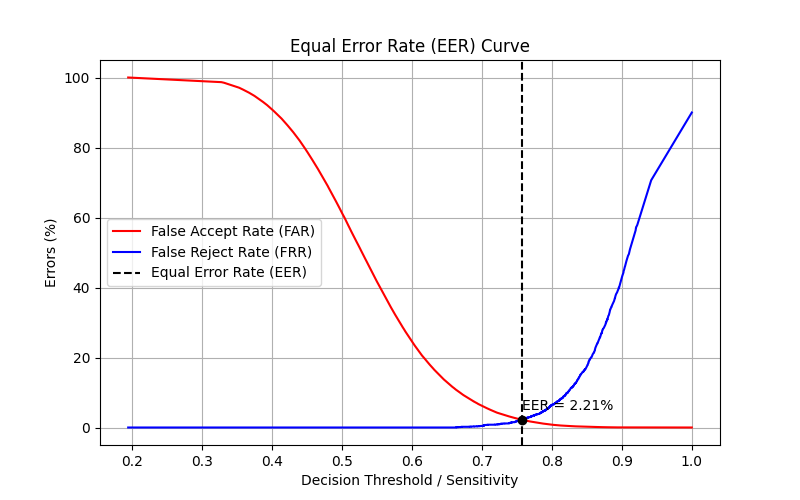 Equal Error Rate (EER) Curve
Errors (%)
100
80
60
40
20
0
False Accept Rate (FAR)
False Reject Rate (FRR)
Equal Error Rate (EER)
EER = 2.21%
0.2 0.3 0.4 0.5 0.6 0.7 0.8 0.9 1.0
Decision Threshold / Sensitivity